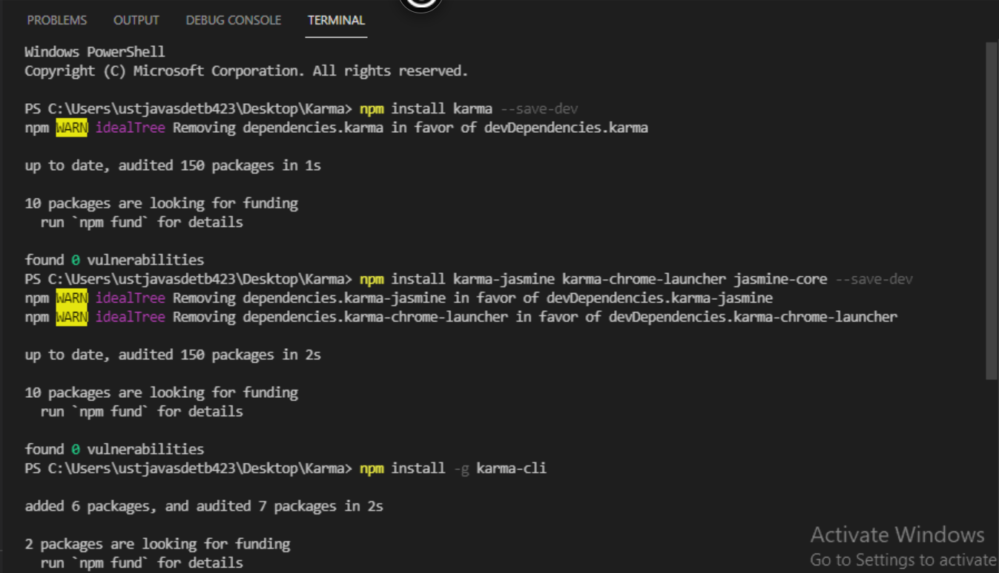 PROBLEMS OUTPUT DEBUG CONSOLE TERMINAL
Windows PowerShell
Copyright (C) Microsoft Corporation. All rights reserved.
PS C:\Users\ustjavasdetb423\Desktop\Karma> npm install karma --save-dev
npm WARN idealTree Removing dependencies.karma in favor of devDependencies.karma
up to date, audited 150 packages in 1s
10 packages are looking for funding
  run `npm fund` for details
found 0 vulnerabilities
PS C:\Users\ustjavasdetb423\Desktop\Karma> npm install karma-jasmine karma-chrome-launcher jasmine-core --save-dev
npm WARN idealTree Removing dependencies.karma-jasmine in favor of devDependencies.karma-jasmine
npm WARN idealTree Removing dependencies.karma-chrome-launcher in favor of devDependencies.karma-chrome-launcher
up to date, audited 150 packages in 2s
10 packages are looking for funding
  run `npm fund` for details
found 0 vulnerabilities
PS C:\Users\ustjavasdetb423\Desktop\Karma> npm install -g karma-cli
added 6 packages, and audited 7 packages in 2s
2 packages are looking for funding
  run `npm fund` for details
Activate Windows
Go to Settings to activate